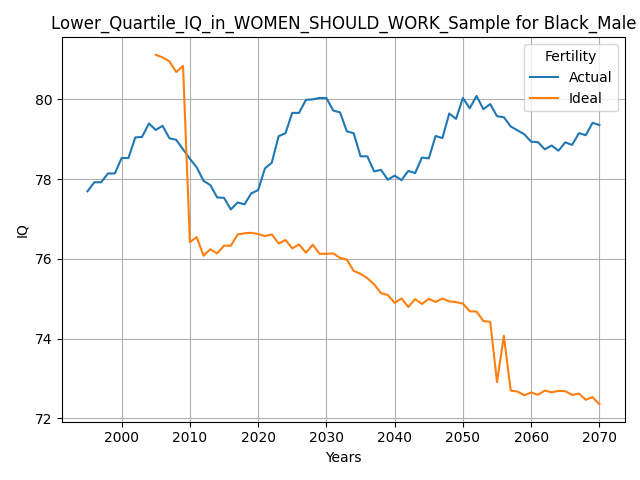 Lower_Quartile_IQ_in_WOMEN_SHOULD_WORK_Sample for Black_Male
Fertility
Actual
Ideal
80
78
76
74
72
IQ
2000 2010 2020 2030 2040 2050 2060 2070
Years